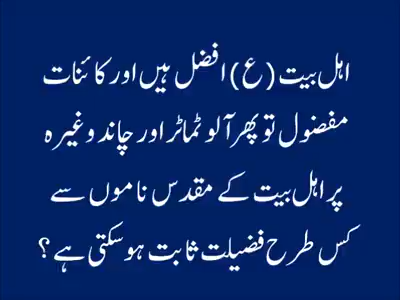 اہل بیت (ع) افضل ہیں اور کائنات
مفضول تو پھر آلو ٹماٹر اور چاند وغیرہ
پر اہل بیت کے مقدس ناموں سے
کس طرح فضیلت ثابت ہو سکتی ہے ؟